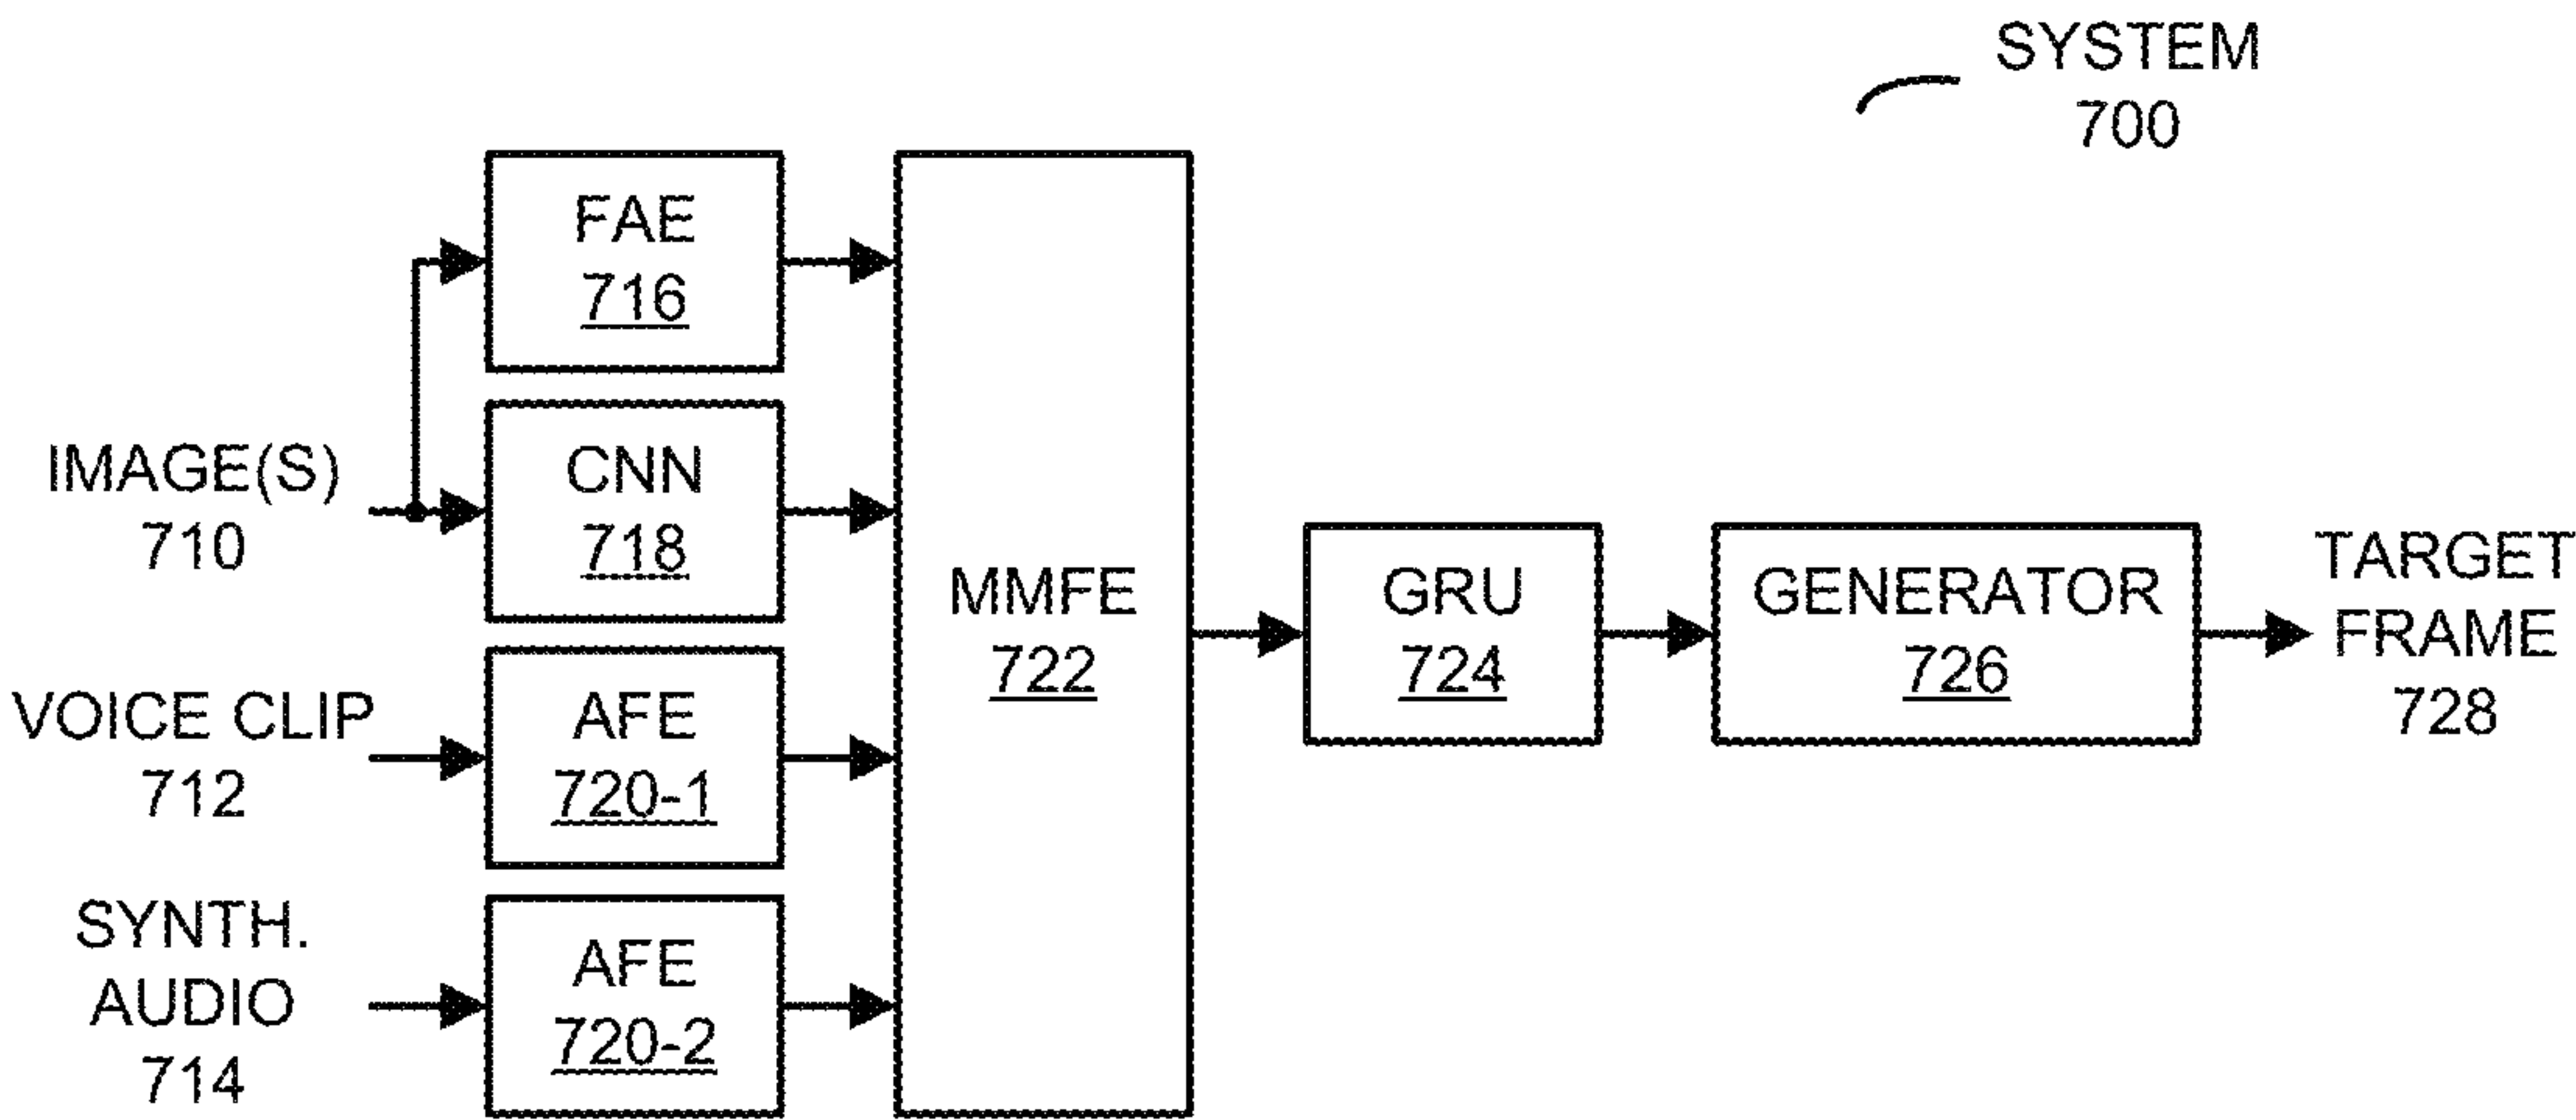 SYSTEM
700
FAE
716
IMAGE(S)
710
CNN
718
VOICE CLIP
712
AFE
720-1
SYNTH.
AUDIO
714
AFE
720-2
MMFE
722
GRU
724
GENERATOR
726
TARGET
FRAME
728